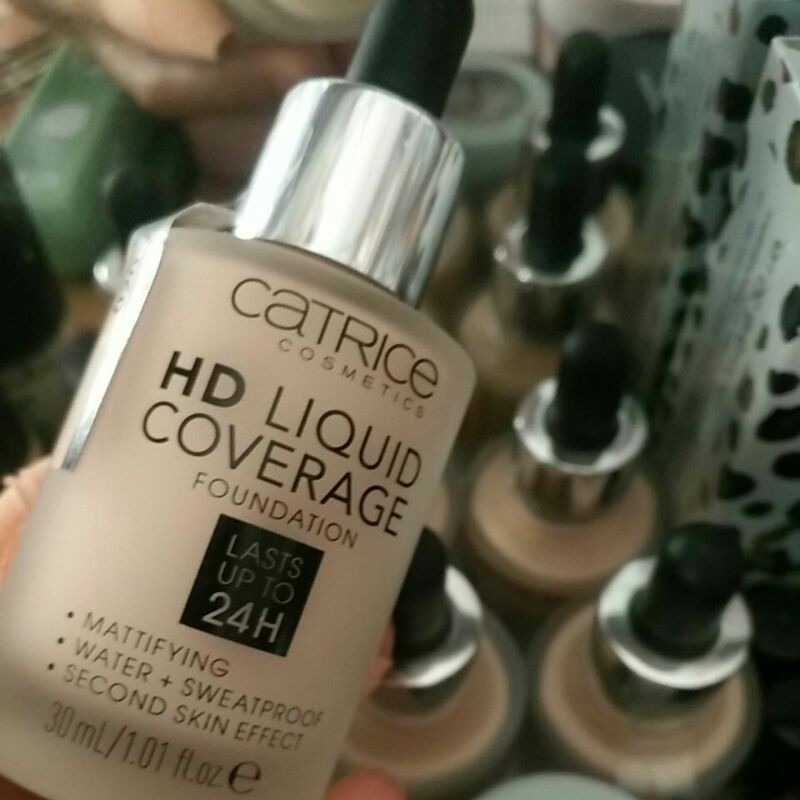 CATRICE
COSMETICS
HD LIQUID
COVERAGE
FOUNDATION
LASTS
UP TO
24H
• MATTIFYING
• WATER + SWEATPROOF
• SECOND SKIN EFFECT
30 mL/1.01 fl.oz. e